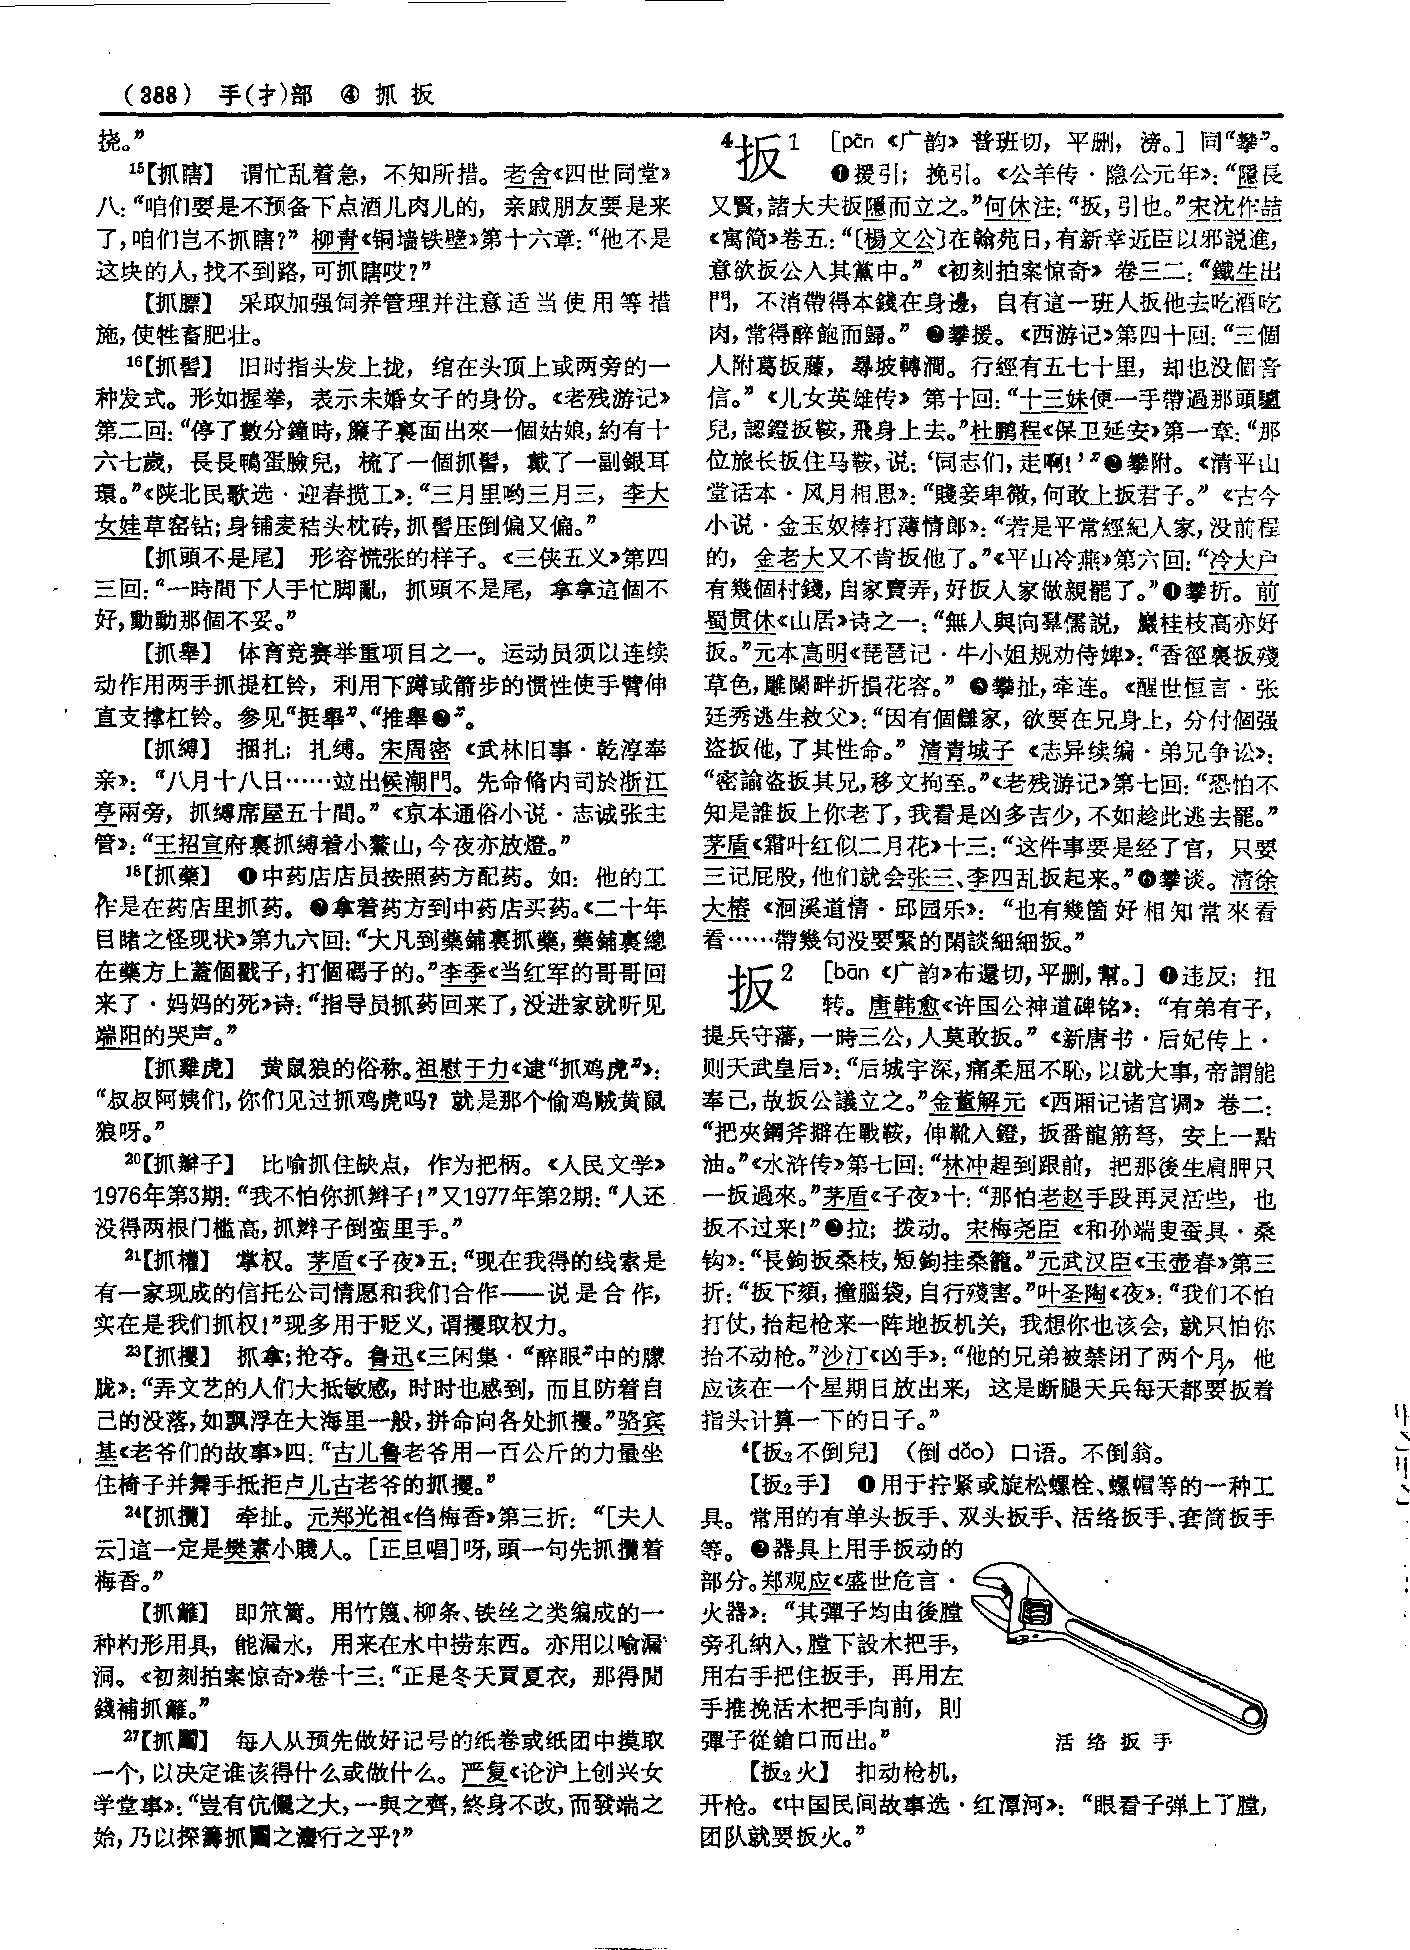 （388） 手(扌)部 ④ 抓 扳
挠。”
15【抓瞎】 谓忙乱着急，不知所措。老舍《四世同堂》
八：“咱们要是不预备下点酒儿肉儿的，亲戚朋友要是来
了，咱们岂不抓瞎？” 柳青《铜墙铁壁》第十六章：“他不是
这块的人，找不到路，可抓瞎哎？”
【抓膘】 采取加强饲养管理并注意适当使用等措
施，使牲畜肥壮。
16【抓髻】 旧时指头发上拢，绾在头顶上或两旁的一
种发式。形如握拳，表示未婚女子的身份。《老残游记》
第二回：“停了數分鐘時，簾子裏面出來一個姑娘，約有十
六七歲，長長鴨蛋臉兒，梳了一個抓髻，戴了一副銀耳
環。”《陕北民歌选·迎春揽工》：“三月里哟三月三，李大
女娃草窑钻；身铺麦秸头枕砖，抓髻压倒偏又偏。”
【抓頭不是尾】 形容慌张的样子。《三侠五义》第四
三回：“一時間下人手忙脚亂，抓頭不是尾，拿拿這個不
好，動動那個不妥。”
【抓舉】 体育竞赛举重项目之一。运动员须以连续
动作用两手抓提杠铃，利用下蹲或箭步的惯性使手臂伸
直支撑杠铃。参见“挺舉”、“推舉❷”。
【抓縛】 捆扎；扎缚。宋周密《武林旧事·乾淳奉
亲》：“八月十八日……竝出候潮門。先命脩内司於浙江
亭兩旁，抓縛席屋五十間。”《京本通俗小说·志诚张主
管》：“王招宣府裏抓縛着小鰲山，今夜亦放燈。”
18【抓藥】 ❶中药店店员按照药方配药。如：他的工
作是在药店里抓药。❷拿着药方到中药店买药。《二十年
目睹之怪现状》第九六回：“大凡到藥鋪裏抓藥，藥鋪裏總
在藥方上蓋個戳子，打個碼子的。”李季《当红军的哥哥回
来了·妈妈的死》诗：“指导员抓药回来了，没进家就听见
端阳的哭声。”
【抓雞虎】 黄鼠狼的俗称。祖慰于力《逮“抓鸡虎”》：
“叔叔阿姨们，你们见过抓鸡虎吗？就是那个偷鸡贼黄鼠
狼呀。”
20【抓辮子】 比喻抓住缺点，作为把柄。《人民文学》
1976年第3期：“我不怕你抓辫子！”又1977年第2期：“人还
没得两根门槛高，抓辫子倒蛮里手。”
21【抓權】 掌权。茅盾《子夜》五：“现在我得的线索是
有一家现成的信托公司情愿和我们合作——说是合作，
实在是我们抓权！”现多用于贬义，谓攫取权力。
23【抓攫】 抓拿；抢夺。鲁迅《三闲集·“醉眼”中的朦
胧》：“弄文艺的人们大抵敏感，时时也感到，而且防着自
己的没落，如飘浮在大海里一般，拼命向各处抓攫。”骆宾
基《老爷们的故事》四：“古儿鲁老爷用一百公斤的力量坐
住椅子并舞手抵拒卢儿古老爷的抓攫。”
24【抓攬】 牵扯。元郑光祖《㑇梅香》第三折：“[夫人
云]這一定是樊素小賤人。[正旦唱]呀，頭一句先抓攬着
梅香。”
【抓籬】 即笊篱。用竹篾、柳条、铁丝之类编成的一
种杓形用具，能漏水，用来在水中捞东西。亦用以喻漏
洞。《初刻拍案惊奇》卷十三：“正是冬天買夏衣，那得閒
錢補抓籬。”
27【抓鬮】 每人从预先做好记号的纸卷或纸团中摸取
一个，以决定谁该得什么或做什么。严复《论沪上创兴女
学堂事》：“豈有伉儷之大，一與之齊，終身不改，而發端之
始，乃以探籌抓鬮之灋行之乎？”
4扳1 [pān《广韵》普班切，平删，滂。]同“攀”。
❶援引；挽引。《公羊传·隐公元年》：“隱長
又賢，諸大夫扳隱而立之。”何休注：“扳，引也。”宋沈作喆
《寓简》卷五：“〔楊文公〕在翰苑日，有新幸近臣以邪説進，
意欲扳公入其黨中。”《初刻拍案惊奇》卷三二：“鐵生出
門，不消帶得本錢在身邊，自有這一班人扳他去吃酒吃
肉，常得醉飽而歸。” ❷攀援。《西游记》第四十回：“三個
人附葛扳藤，尋坡轉澗。行經有五七十里，却也没個音
信。”《儿女英雄传》第十回：“十三妹便一手帶過那頭驢
兒，認鐙扳鞍，飛身上去。”杜鹏程《保卫延安》第一章：“那
位旅长扳住马鞍，说：‘同志们，走啊！’”❸攀附。《清平山
堂话本·风月相思》：“賤妾卑微，何敢上扳君子。”《古今
小说·金玉奴棒打薄情郎》：“若是平常經紀人家，没前程
的，金老大又不肯扳他了。”《平山冷燕》第六回：“冷大户
有幾個村錢，自家賣弄，好扳人家做親罷了。”❹攀折。前
蜀贯休《山居》诗之一：“無人與向羣儒説，巖桂枝高亦好
扳。”元本高明《琵琶记·牛小姐规劝侍婢》：“香徑裏扳殘
草色，雕闌畔折損花容。” ❺攀扯，牵连。《醒世恒言·张
廷秀逃生救父》：“因有個讎家，欲要在兄身上，分付個强
盜扳他，了其性命。” 清青城子《志异续编·弟兄争讼》：
“密諭盜扳其兄，移文拘至。”《老残游记》第七回：“恐怕不
知是誰扳上你老了，我看是凶多吉少，不如趁此逃去罷。”
茅盾《霜叶红似二月花》十三：“这件事要是经了官，只要
三记屁股，他们就会张三、李四乱扳起来。”❻攀谈。清徐
大椿《洄溪道情·邱园乐》：“也有幾箇好相知常來看
看……帶幾句没要緊的閑談細細扳。”
扳2 [bān《广韵》布還切，平删，幫。]❶违反；扭
转。唐韩愈《许国公神道碑铭》：“有弟有子，
提兵守藩，一時三公，人莫敢扳。”《新唐书·后妃传上·
则天武皇后》：“后城宇深，痛柔屈不恥，以就大事，帝謂能
奉己，故扳公議立之。”金董解元《西厢记诸宫调》卷二：
“把夾鋼斧擗在戰鞍，伸靴入鐙，扳番龍筋弩，安上一點
油。”《水浒传》第七回：“林冲趕到跟前，把那後生肩胛只
一扳過來。”茅盾《子夜》十：“那怕老赵手段再灵活些，也
扳不过来！”❷拉；拨动。宋梅尧臣《和孙端叟蚕具·桑
钩》：“長鉤扳桑枝，短鉤挂桑籠。”元武汉臣《玉壶春》第三
折：“扳下頦，撞腦袋，自行殘害。”叶圣陶《夜》：“我们不怕
打仗，抬起枪来一阵地扳机关，我想你也该会，就只怕你
抬不动枪。”沙汀《凶手》：“他的兄弟被禁闭了两个月，他
应该在一个星期日放出来，这是断腿天兵每天都要扳着
指头计算一下的日子。”
4【扳2不倒兒】 （倒 dǎo）口语。不倒翁。
【扳2手】 ❶用于拧紧或旋松螺栓、螺帽等的一种工
具。常用的有单头扳手、双头扳手、活络扳手、套筒扳手
等。❷器具上用手扳动的
部分。郑观应《盛世危言·
火器》：“其彈子均由後膛
旁孔納入，膛下設木把手，
用右手把住扳手，再用左
手推挽活木把手向前，則
彈子從鎗口而出。”
活络扳手
【扳2火】 扣动枪机，
开枪。《中国民间故事选·红潭河》：“眼看子弹上了膛，
团队就要扳火。”